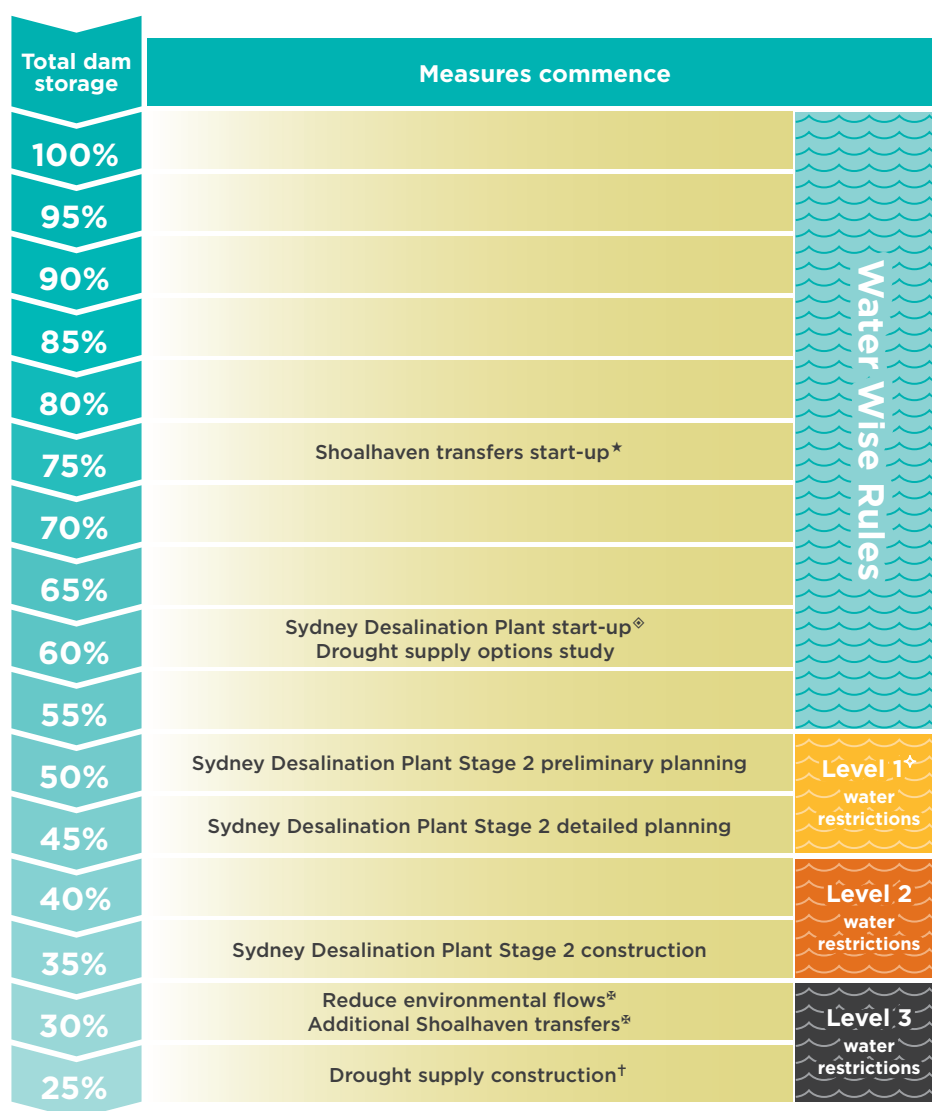 Total dam
storage
Measures commence
100%
95%
90%
85%
80%
75%
Shoalhaven transfers start-up★
70%
65%
60%
Sydney Desalination Plant start-up◈
Drought supply options study
55%
Water Wise Rules
50%
Sydney Desalination Plant Stage 2 preliminary planning
Level 1✧
water
restrictions
45%
Sydney Desalination Plant Stage 2 detailed planning
40%
Level 2
water
restrictions
35%
Sydney Desalination Plant Stage 2 construction
30%
Reduce environmental flows✠
Additional Shoalhaven transfers✠
Level 3
water
restrictions
25%
Drought supply construction†